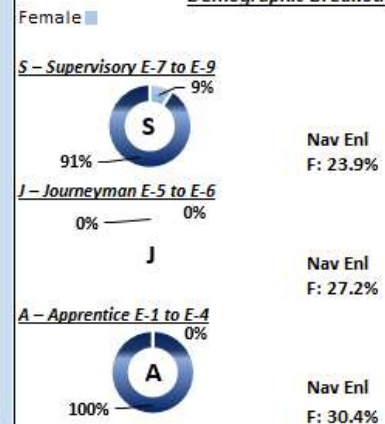 Female
S – Supervisory E-7 to E-9
9%
S
91%
Nav Enl
F: 23.9%
J – Journeyman E-5 to E-6
0%
0%
J
Nav Enl
F: 27.2%
A – Apprentice E-1 to E-4
0%
A
100%
Nav Enl
F: 30.4%